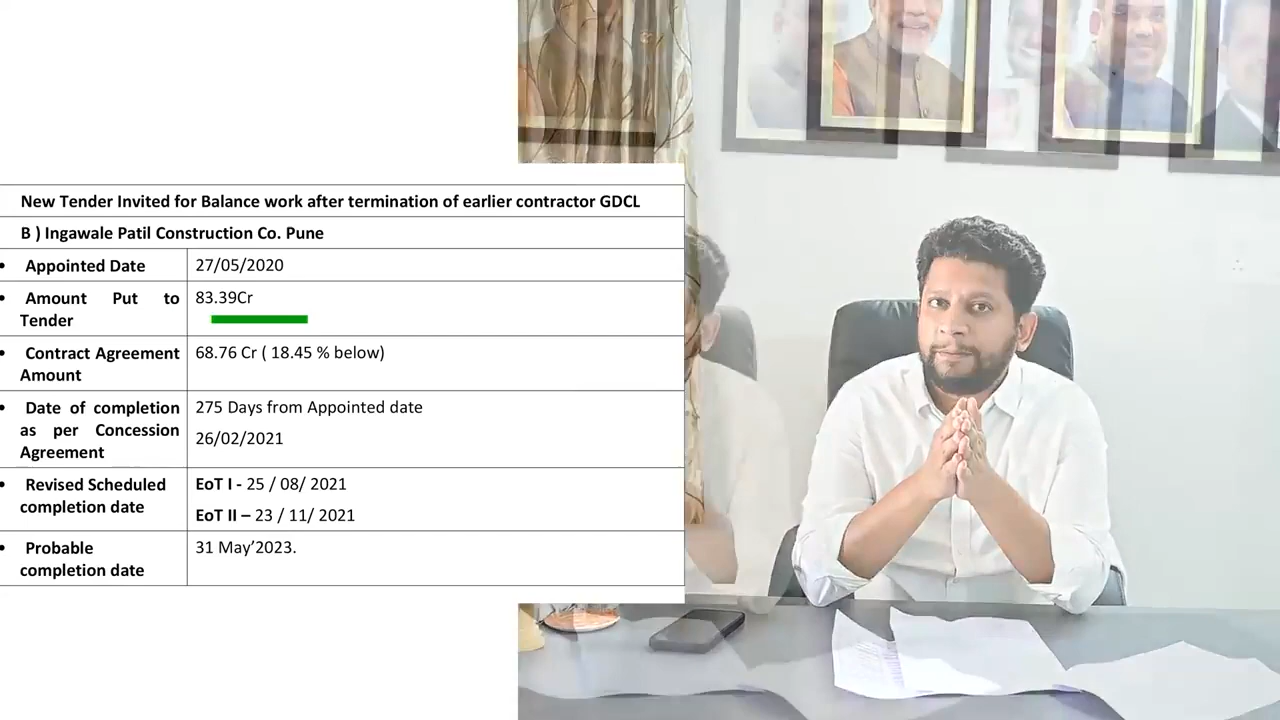 New Tender Invited for Balance work after termination of earlier contractor GDCL
B ) Ingawale Patil Construction Co. Pune
• Appointed Date
27/05/2020
• Amount Put to
Tender
83.39Cr
• Contract Agreement
Amount
68.76 Cr ( 18.45 % below)
• Date of completion
as per Concession
Agreement
275 Days from Appointed date
26/02/2021
• Revised Scheduled
completion date
EoT I - 25 / 08/ 2021
EoT II – 23 / 11/ 2021
• Probable
completion date
31 May’2023.